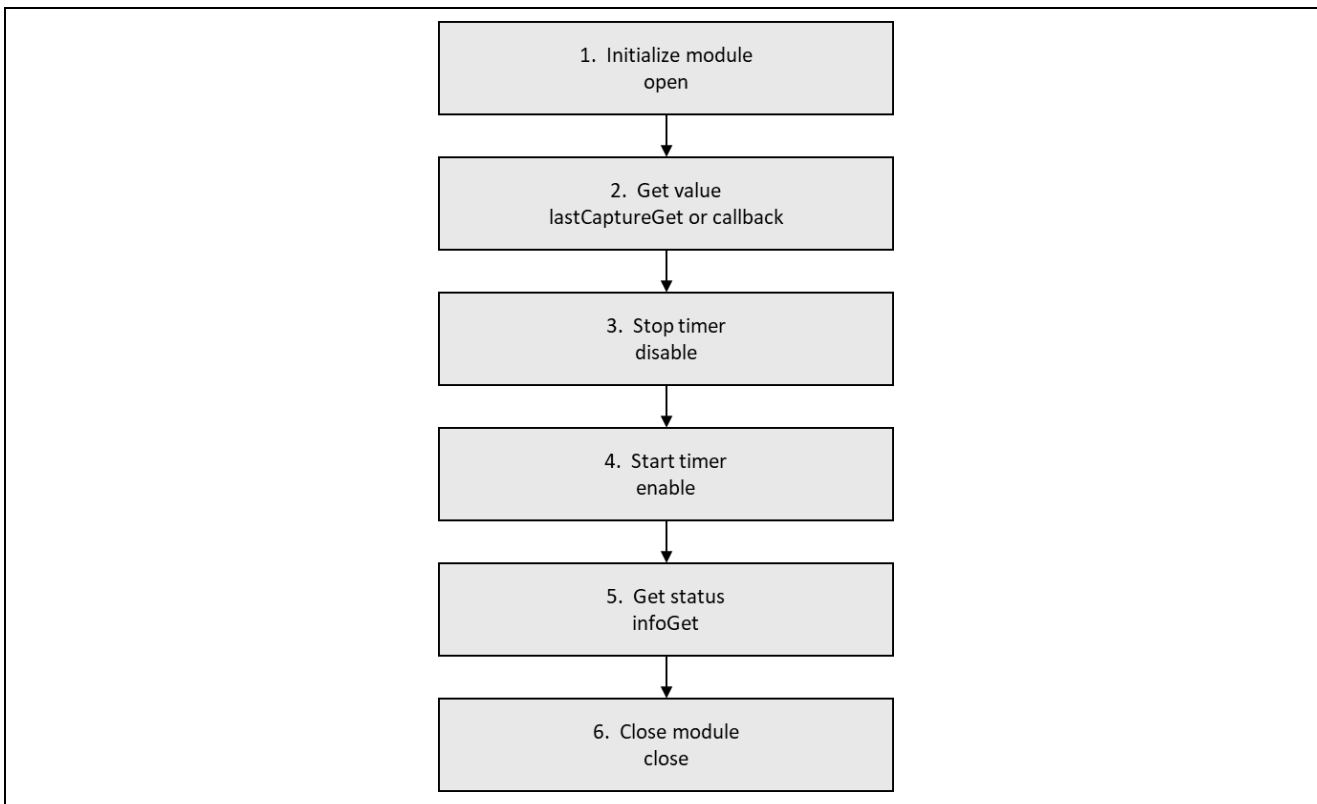 1. Initialize module
open
2. Get value
lastCaptureGet or callback
3. Stop timer
disable
4. Start timer
enable
5. Get status
infoGet
6. Close module
close